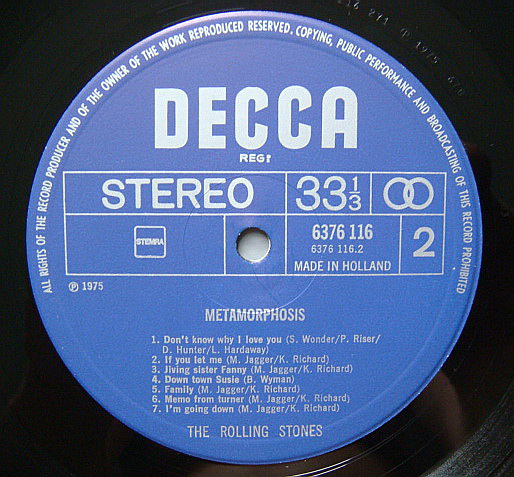 ALL RIGHTS OF THE RECORD PRODUCER AND OF THE OWNER OF THE WORK REPRODUCED RESERVED. COPYING, PUBLIC PERFORMANCE AND BROADCASTING OF THIS RECORD PROHIBITED
DECCA
REGᵈ
STEREO 33⅓
STEMRA 6376 116 2
6376 116.2
MADE IN HOLLAND
℗ 1975
METAMORPHOSIS
1. Don't know why I love you (S. Wonder/P. Riser/
D. Hunter/L. Hardaway)
2. If you let me (M. Jagger/K. Richard)
3. Jiving sister Fanny (M. Jagger/K. Richard)
4. Down town Susie (B. Wyman)
5. Family (M. Jagger/K. Richard)
6. Memo from turner (M. Jagger/K. Richard)
7. I'm going down (M. Jagger/K. Richard)
THE ROLLING STONES